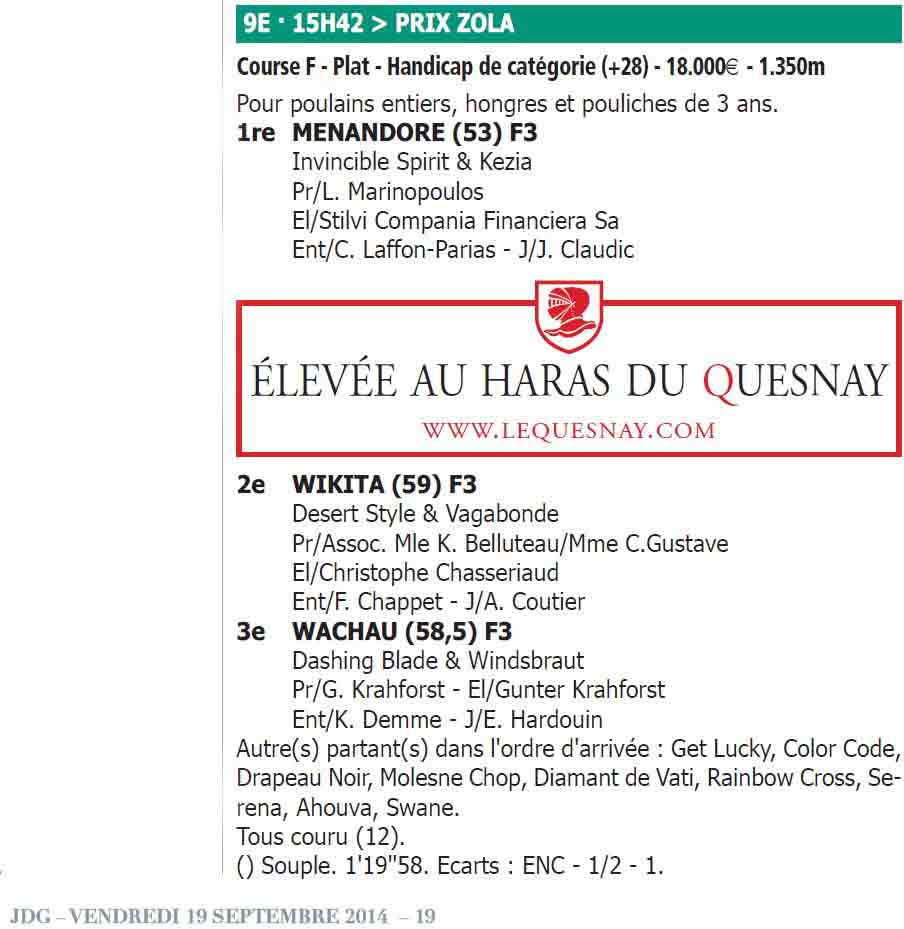 9E · 15H42 > PRIX ZOLA
Course F - Plat - Handicap de catégorie (+28) - 18.000€ - 1.350m
Pour poulains entiers, hongres et pouliches de 3 ans.
1re MENANDORE (53) F3
Invincible Spirit & Kezia
Pr/L. Marinopoulos
El/Stilvi Compania Financiera Sa
Ent/C. Laffon-Parias - J/J. Claudic
ÉLEVÉE AU HARAS DU QUESNAY
WWW.LEQUESNAY.COM
2e WIKITA (59) F3
Desert Style & Vagabonde
Pr/Assoc. Mle K. Belluteau/Mme C.Gustave
El/Christophe Chasseriaud
Ent/F. Chappet - J/A. Coutier
3e WACHAU (58,5) F3
Dashing Blade & Windsbraut
Pr/G. Krahforst - El/Gunter Krahforst
Ent/K. Demme - J/E. Hardouin
Autre(s) partant(s) dans l'ordre d'arrivée : Get Lucky, Color Code,
Drapeau Noir, Molesne Chop, Diamant de Vati, Rainbow Cross, Se-
rena, Ahouva, Swane.
Tous couru (12).
() Souple. 1'19"58. Ecarts : ENC - 1/2 - 1.
JDG – VENDREDI 19 SEPTEMBRE 2014 – 19